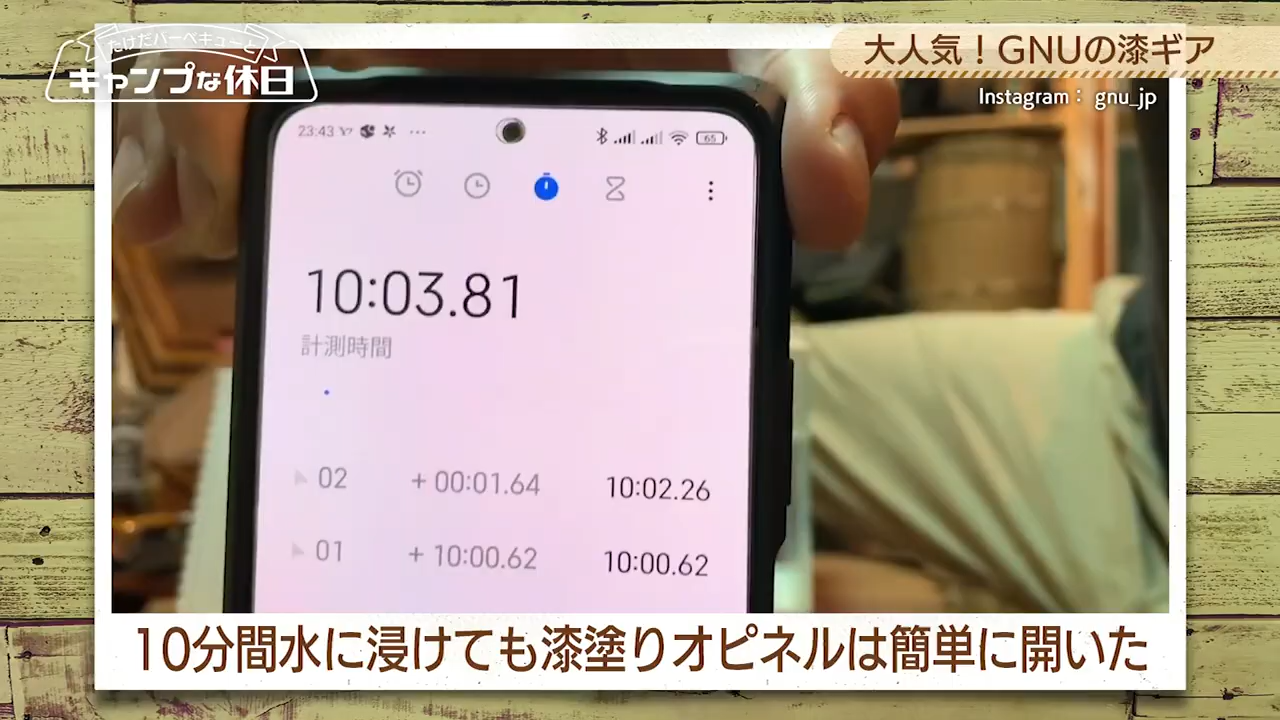 たけだバーベキューと
キャンプな休日
大人気！GNUの漆ギア
Instagram： gnu_jp
23:43
65
10:03.81
計測時間
02 + 00:01.64 10:02.26
01 + 10:00.62 10:00.62
10分間水に浸けても漆塗りオピネルは簡単に開いた